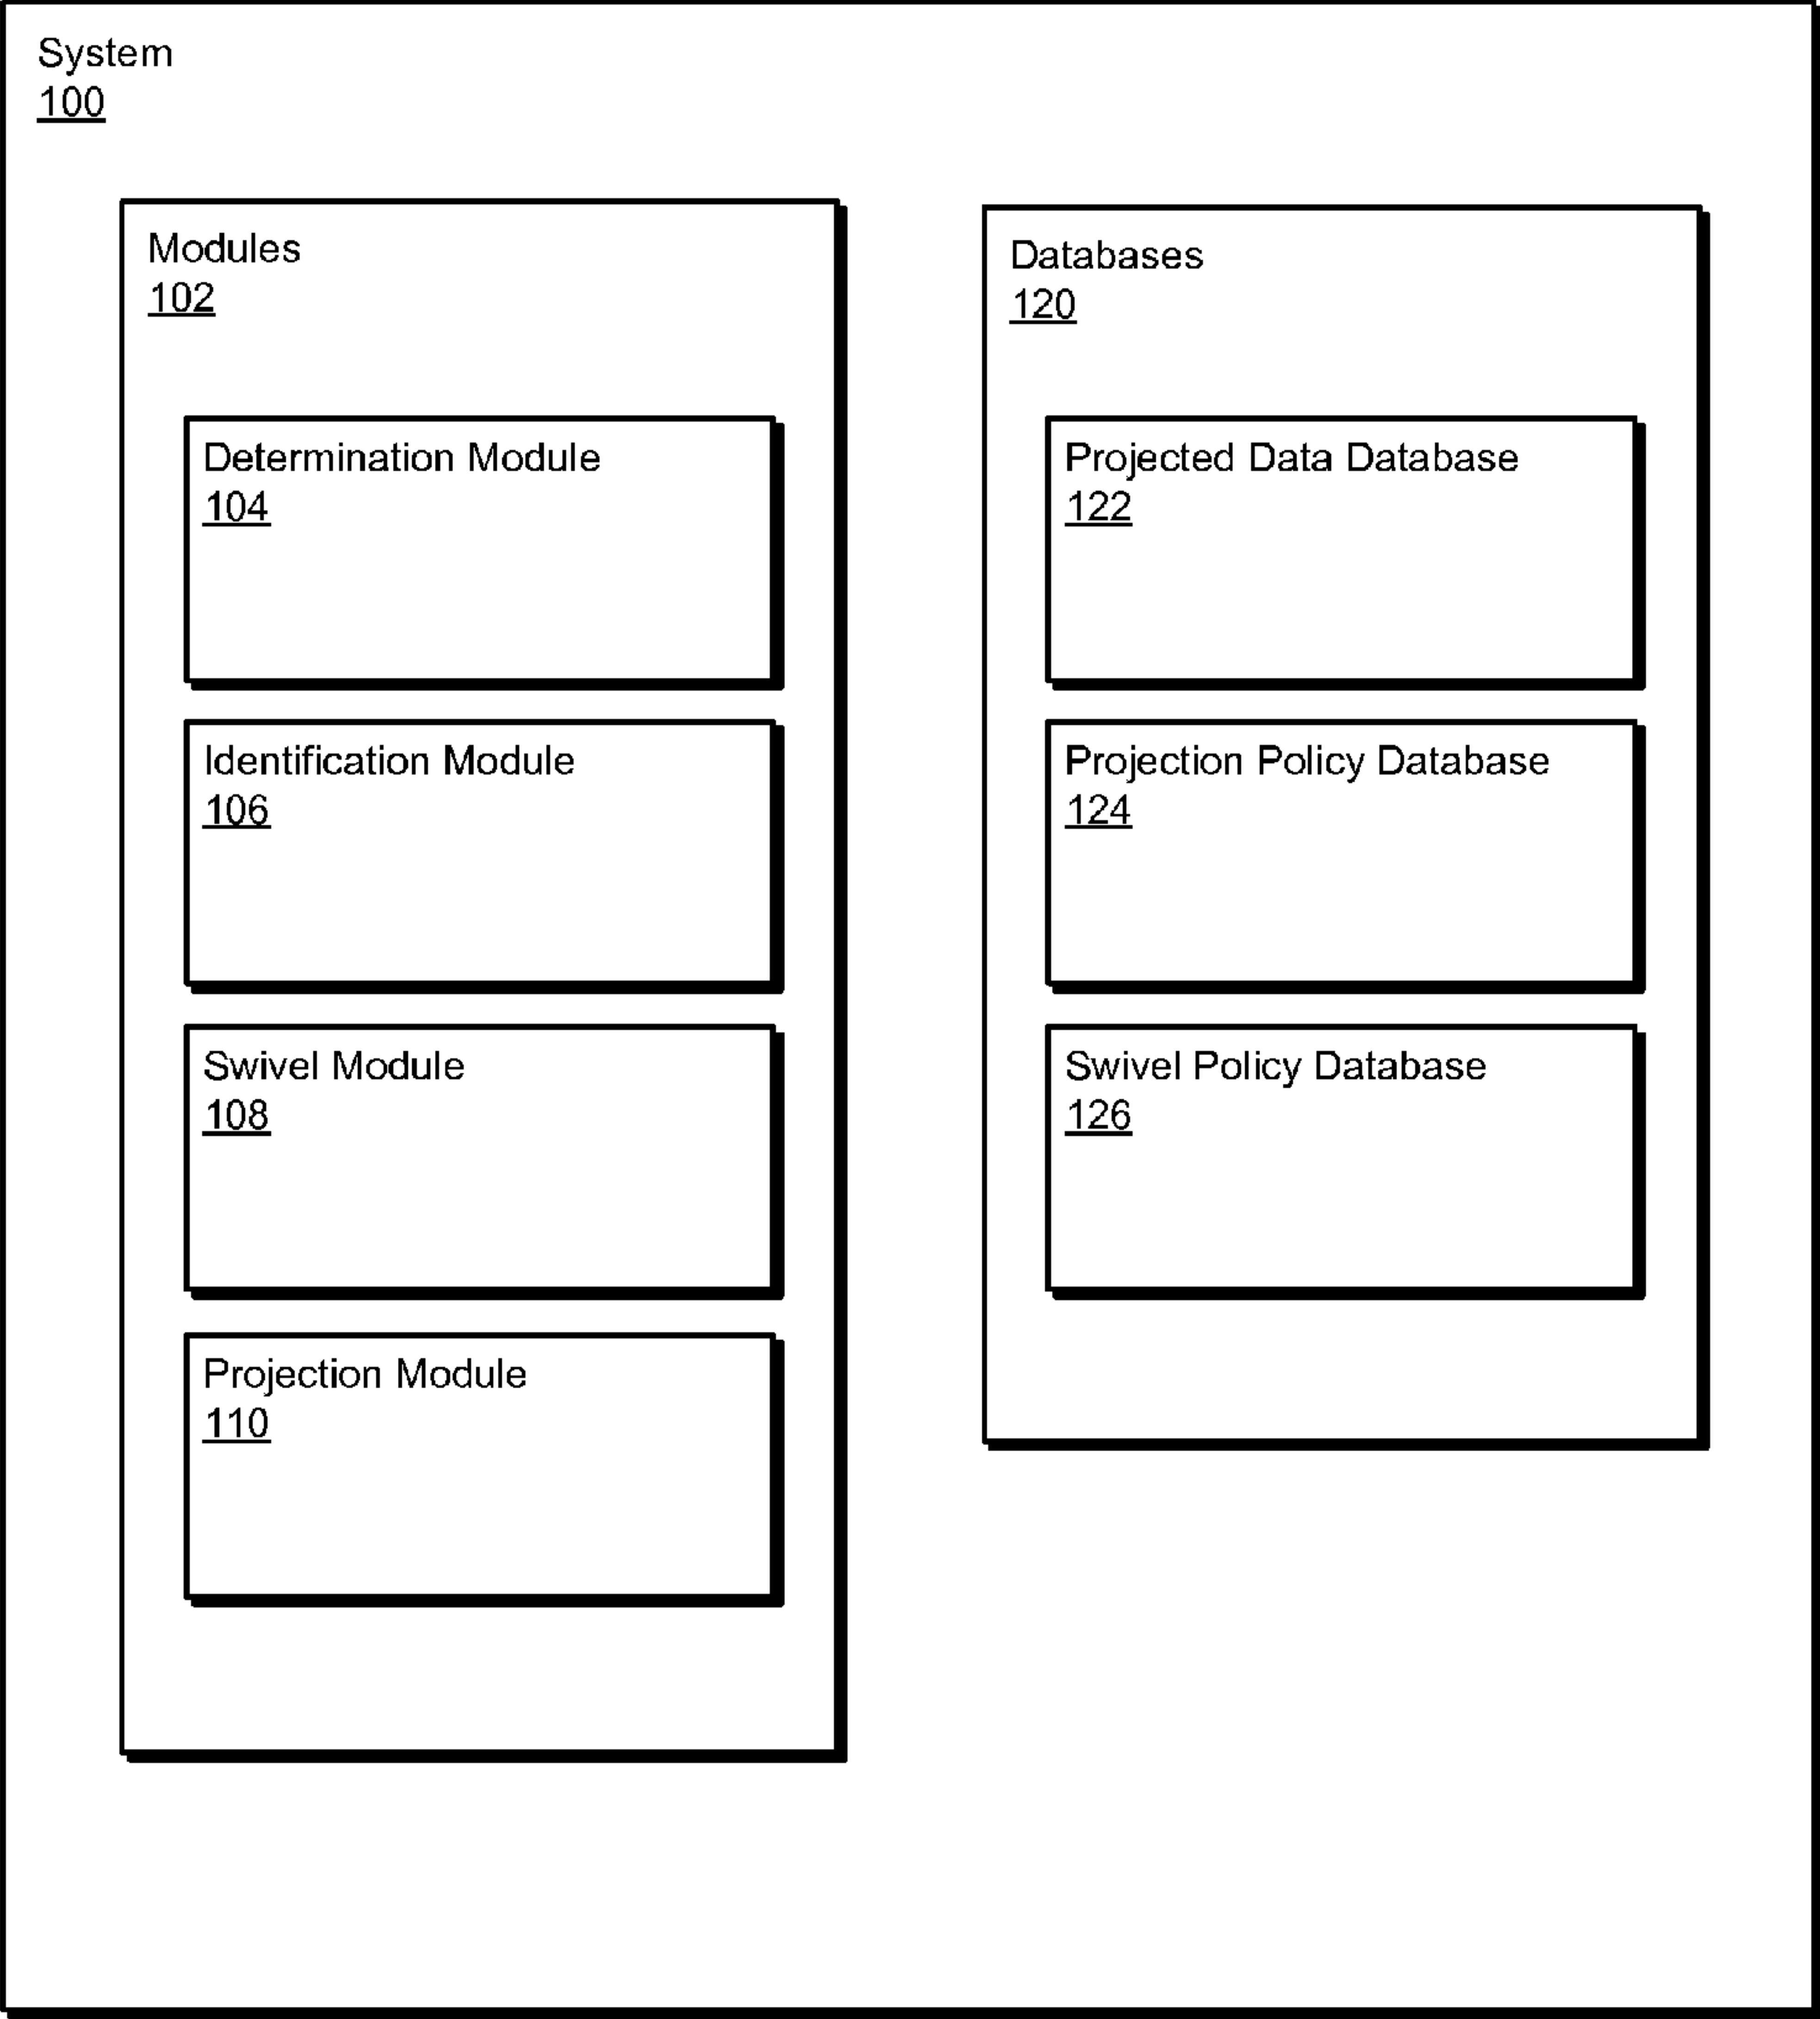 System
100
Modules
102
Determination Module
104
Identification Module
106
Swivel Module
108
Projection Module
110
Databases
120
Projected Data Database
122
Projection Policy Database
124
Swivel Policy Database
126